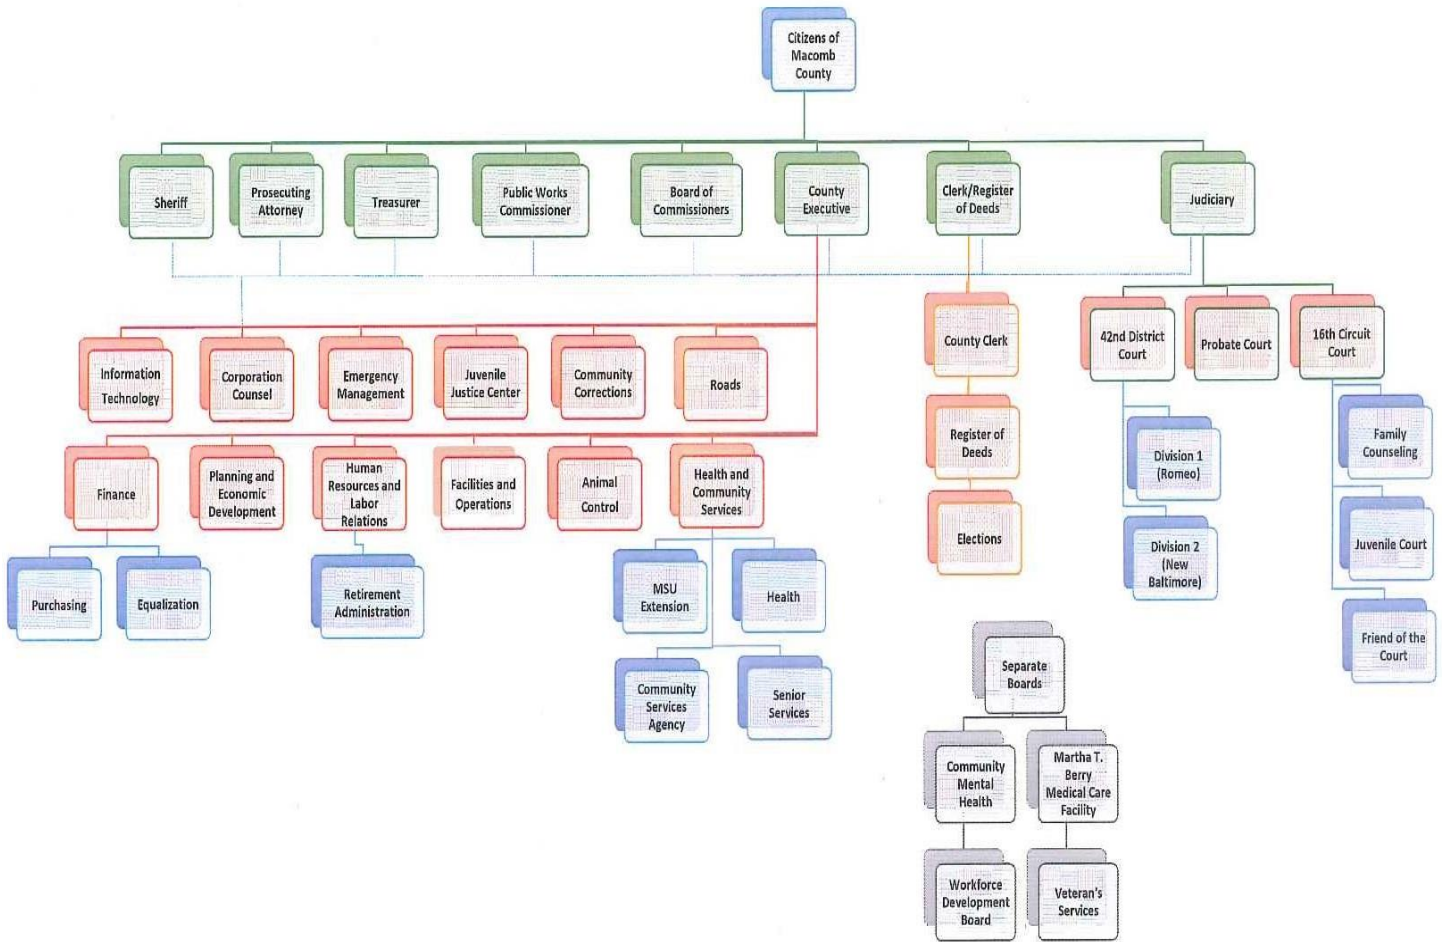 Citizens of
Macomb
County
Sheriff
Prosecuting
Attorney
Treasurer
Public Works
Commissioner
Board of
Commissioners
County
Executive
Clerk/Register
of Deeds
Judiciary
Information
Technology
Corporation
Counsel
Emergency
Management
Juvenile
Justice Center
Community
Corrections
Roads
County Clerk
42nd District
Court
Probate Court
16th Circuit
Court
Finance
Planning and
Economic
Development
Human
Resources and
Labor
Relations
Facilities and
Operations
Animal
Control
Health and
Community
Services
Register of
Deeds
Division 1
(Romeo)
Family
Counseling
Elections
Division 2
(New
Baltimore)
Juvenile Court
Purchasing
Equalization
Retirement
Administration
MSU
Extension
Health
Friend of the
Court
Community
Services
Agency
Senior
Services
Separate
Boards
Community
Mental
Health
Martha T.
Berry
Medical Care
Facility
Workforce
Development
Board
Veteran's
Services